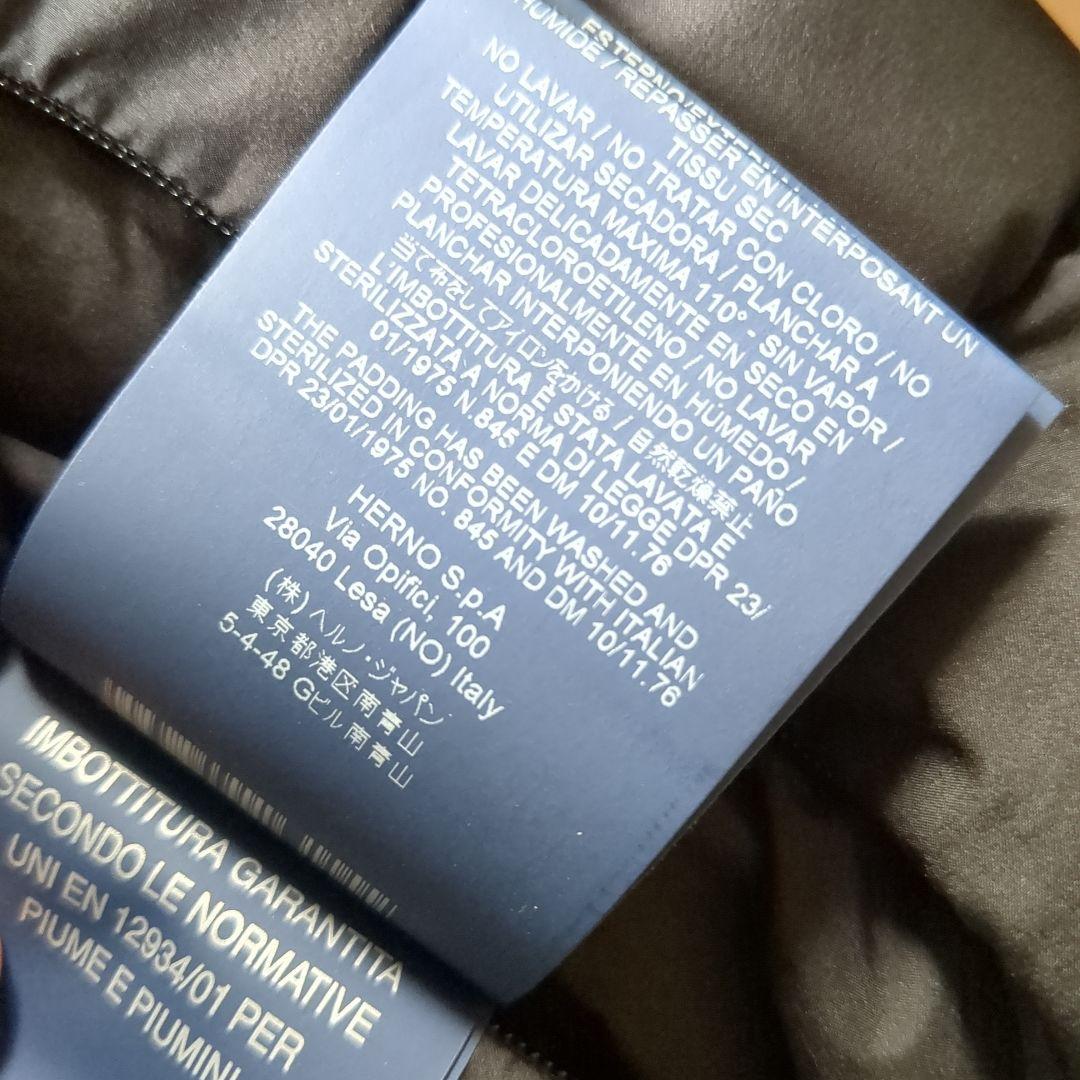 HUMIDE / REPASSER EN INTERPOSANT UN
TISSU SEC
NO LAVAR / NO TRATAR CON CLORO / NO
UTILIZAR SECADORA / PLANCHAR A
TEMPERATURA MÁXIMA 110° - SIN VAPOR /
LAVAR DELICADAMENTE EN SECO EN
TETRACLOROETILENO / NO LAVAR
PROFESIONALMENTE EN HÚMEDO /
PLANCHAR INTERPONIENDO UN PAÑO
当て布をしてアイロンをかける / 自然乾燥禁止
L'IMBOTTITURA È STATA LAVATA E
STERILIZZATA A NORMA DI LEGGE DPR 23/
01/1975 N.845 E DM 10/11.76
THE PADDING HAS BEEN WASHED AND
STERILIZED IN CONFORMITY WITH ITALIAN
DPR 23/01/1975 NO. 845 AND DM 10/11.76
HERNO S.p.A
Via Opifici, 100
28040 Lesa (NO) Italy
(株) ヘルノ・ジャパン
東京都港区南青山
5-4-48 Gビル南青山
IMBOTTITURA GARANTITA
SECONDO LE NORMATIVE
UNI EN 12934/01 PER
PIUME E PIUMINI